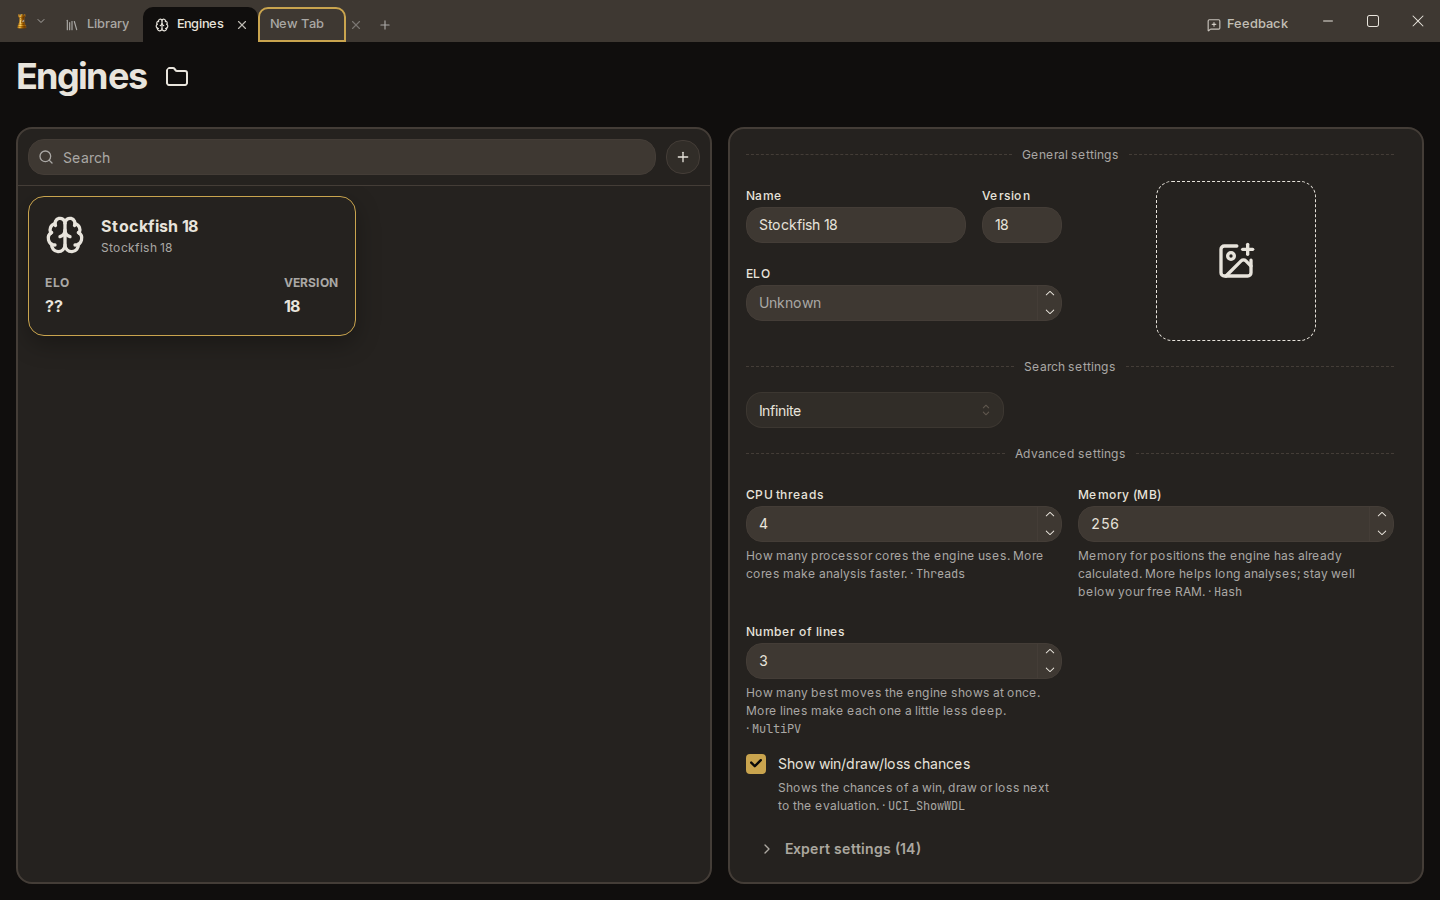 Library
Engines
New Tab
Feedback
Engines
Search
Stockfish 18
Stockfish 18
ELO
VERSION
??
18
General settings
Name
Version
Stockfish 18
18
ELO
Unknown
Search settings
Infinite
Advanced settings
CPU threads
Memory (MB)
4
256
How many processor cores the engine uses. More
cores make analysis faster. · Threads
Memory for positions the engine has already
calculated. More helps long analyses; stay well
below your free RAM. · Hash
Number of lines
3
How many best moves the engine shows at once.
More lines make each one a little less deep.
· MultiPV
Show win/draw/loss chances
Shows the chances of a win, draw or loss next
to the evaluation. · UCI_ShowWDL
Expert settings (14)